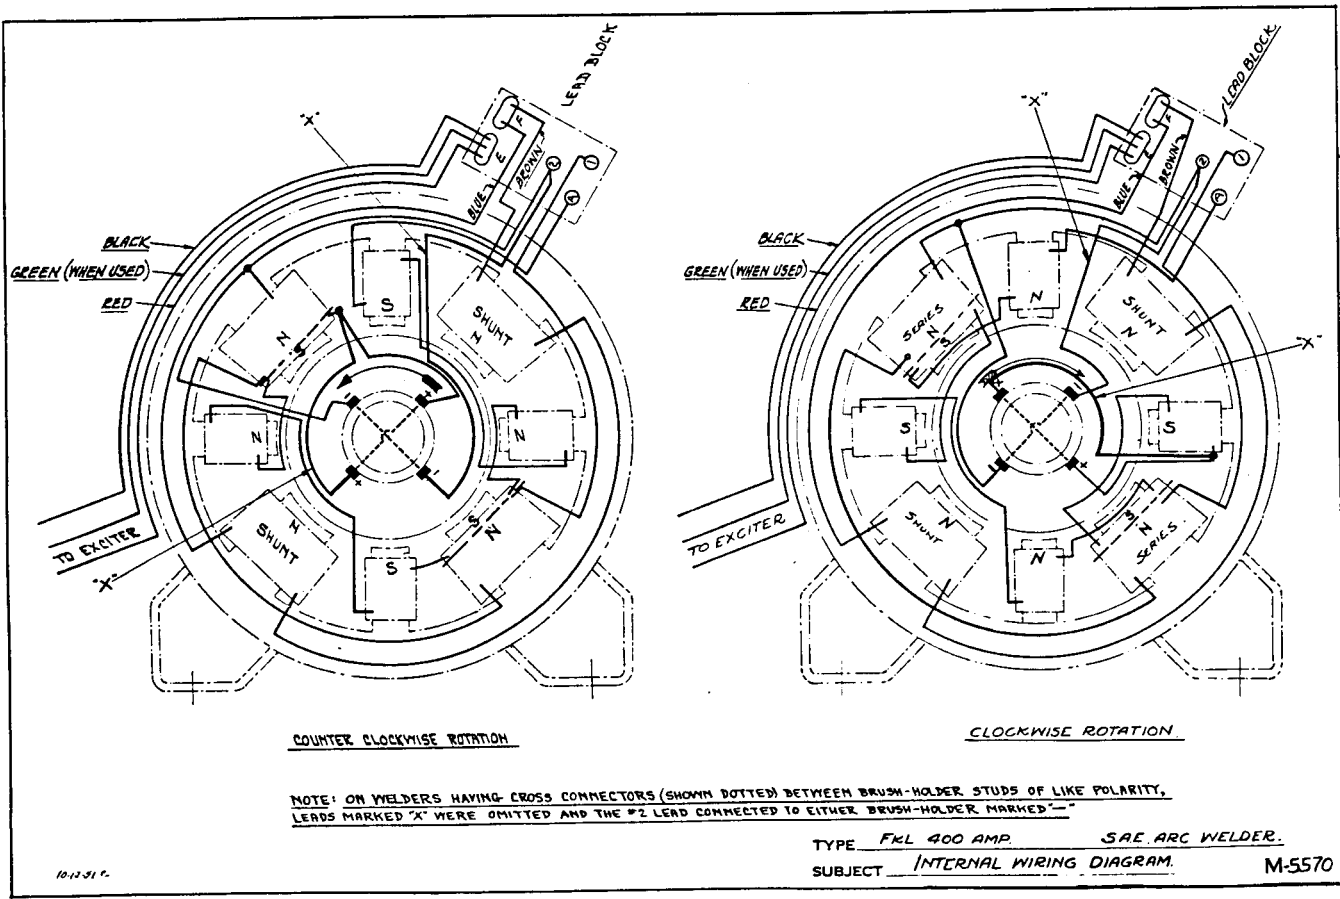 LEAD BLOCK
"X"
F
E
BROWN
BLUE
2
1
A
BLACK
GREEN (WHEN USED)
RED
S
SHUNT
N
N
S
N
N
N
SHUNT
S
S
N
- +
+ -
TO EXCITER
"X"
COUNTER CLOCKWISE ROTATION
LEAD BLOCK
"X"
F
E
BROWN
BLUE
2
1
A
BLACK
GREEN (WHEN USED)
RED
SERIES
N
S
N
SHUNT
N
"X"
S
S
SHUNT
N
N
S
N
SERIES
TO EXCITER
CLOCKWISE ROTATION
NOTE: ON WELDERS HAVING CROSS CONNECTORS (SHOWN DOTTED) BETWEEN BRUSH-HOLDER STUDS OF LIKE POLARITY,
LEADS MARKED "X" WERE OMITTED AND THE #2 LEAD CONNECTED TO EITHER BRUSH-HOLDER MARKED "—"
TYPE FKL 400 AMP. S.A.E. ARC WELDER.
SUBJECT INTERNAL WIRING DIAGRAM.
M-5570